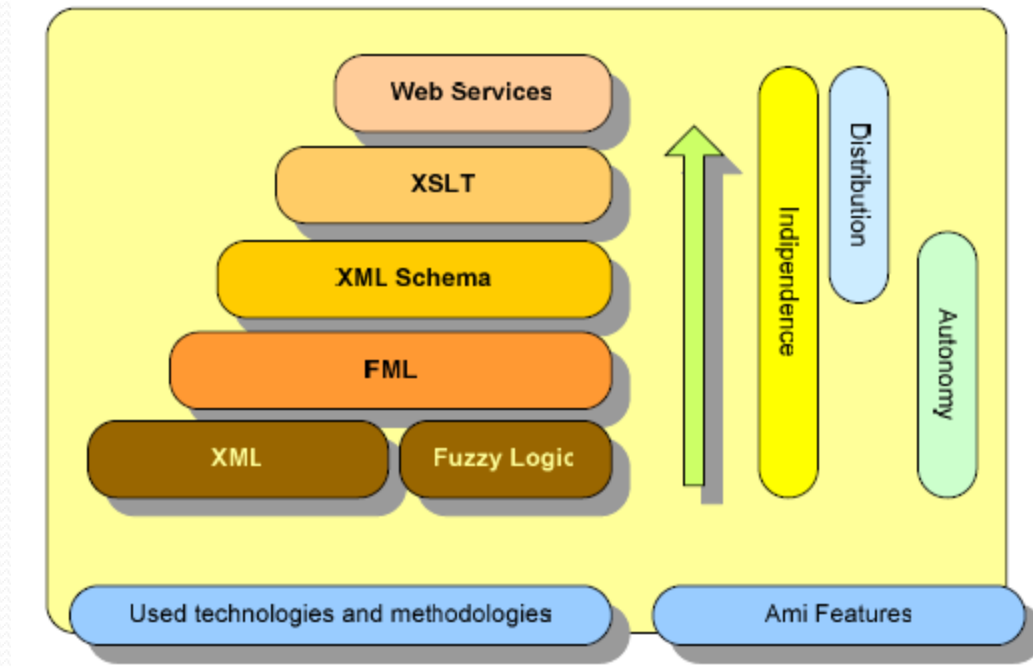 Web Services
XSLT
XML Schema
FML
XML
Fuzzy Logic
Indipendence
Distribution
Autonomy
Used technologies and methodologies
Ami Features